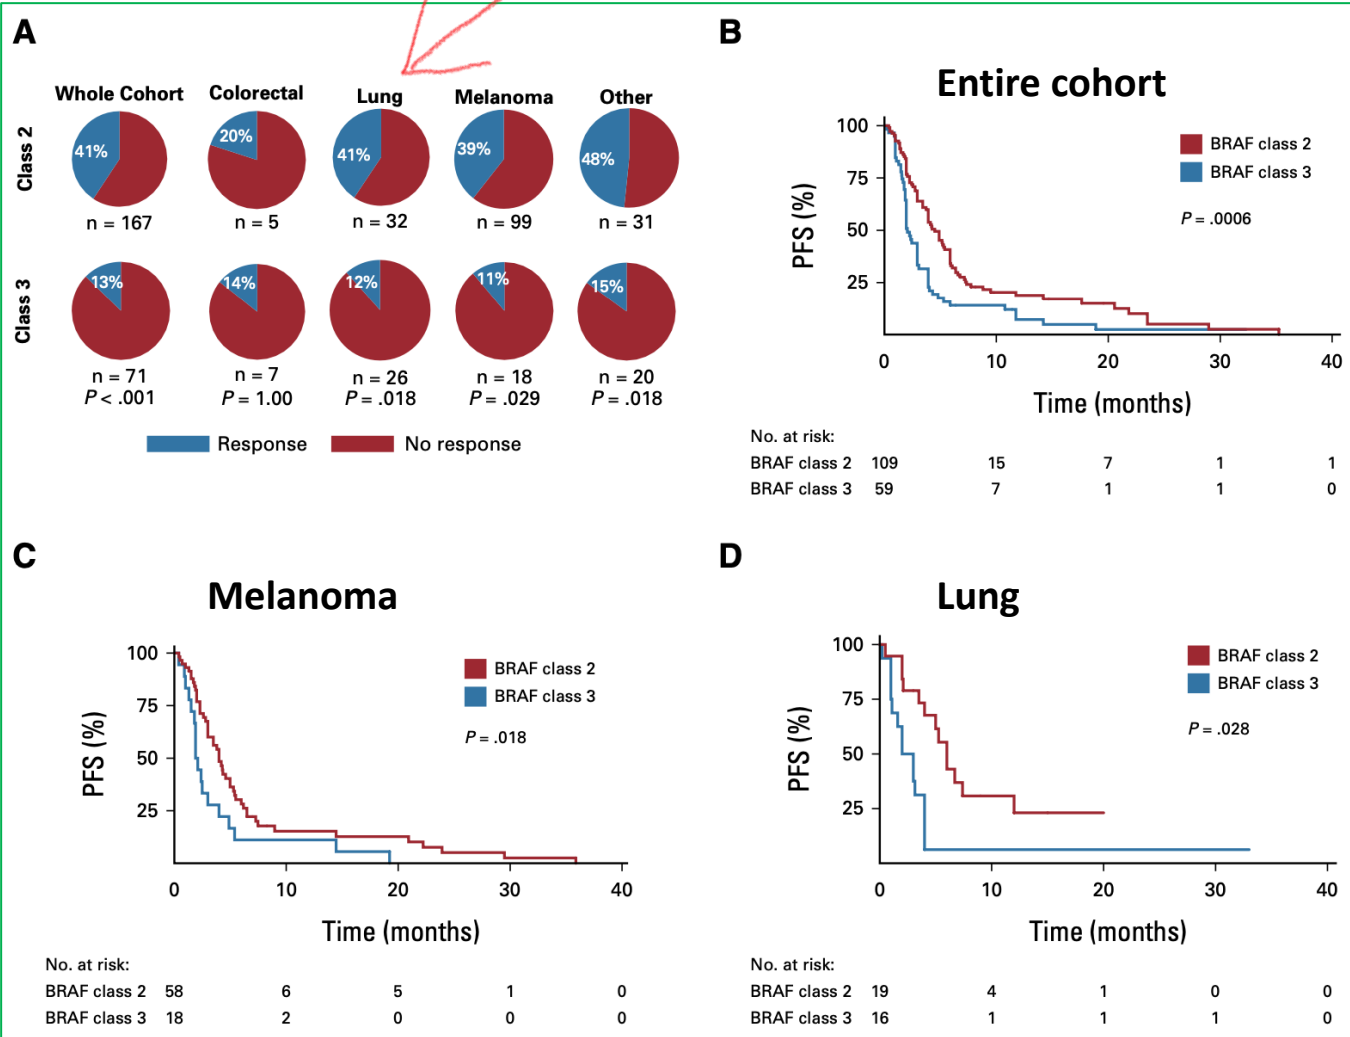 A
Whole Cohort Colorectal Lung Melanoma Other
Class 2
41% 20% 41% 39% 48%
n = 167 n = 5 n = 32 n = 99 n = 31
Class 3
13% 14% 12% 11% 15%
n = 71 n = 7 n = 26 n = 18 n = 20
P < .001 P = 1.00 P = .018 P = .029 P = .018
Response No response
B
Entire cohort
PFS (%)
100
75
50
25
BRAF class 2
BRAF class 3
P = .0006
0 10 20 30 40
Time (months)
No. at risk:
BRAF class 2 109 15 7 1 1
BRAF class 3 59 7 1 1 0
C
Melanoma
PFS (%)
100
75
50
25
BRAF class 2
BRAF class 3
P = .018
0 10 20 30 40
Time (months)
No. at risk:
BRAF class 2 58 6 5 1 0
BRAF class 3 18 2 0 0 0
D
Lung
PFS (%)
100
75
50
25
BRAF class 2
BRAF class 3
P = .028
0 10 20 30 40
Time (months)
No. at risk:
BRAF class 2 19 4 1 0 0
BRAF class 3 16 1 1 1 0